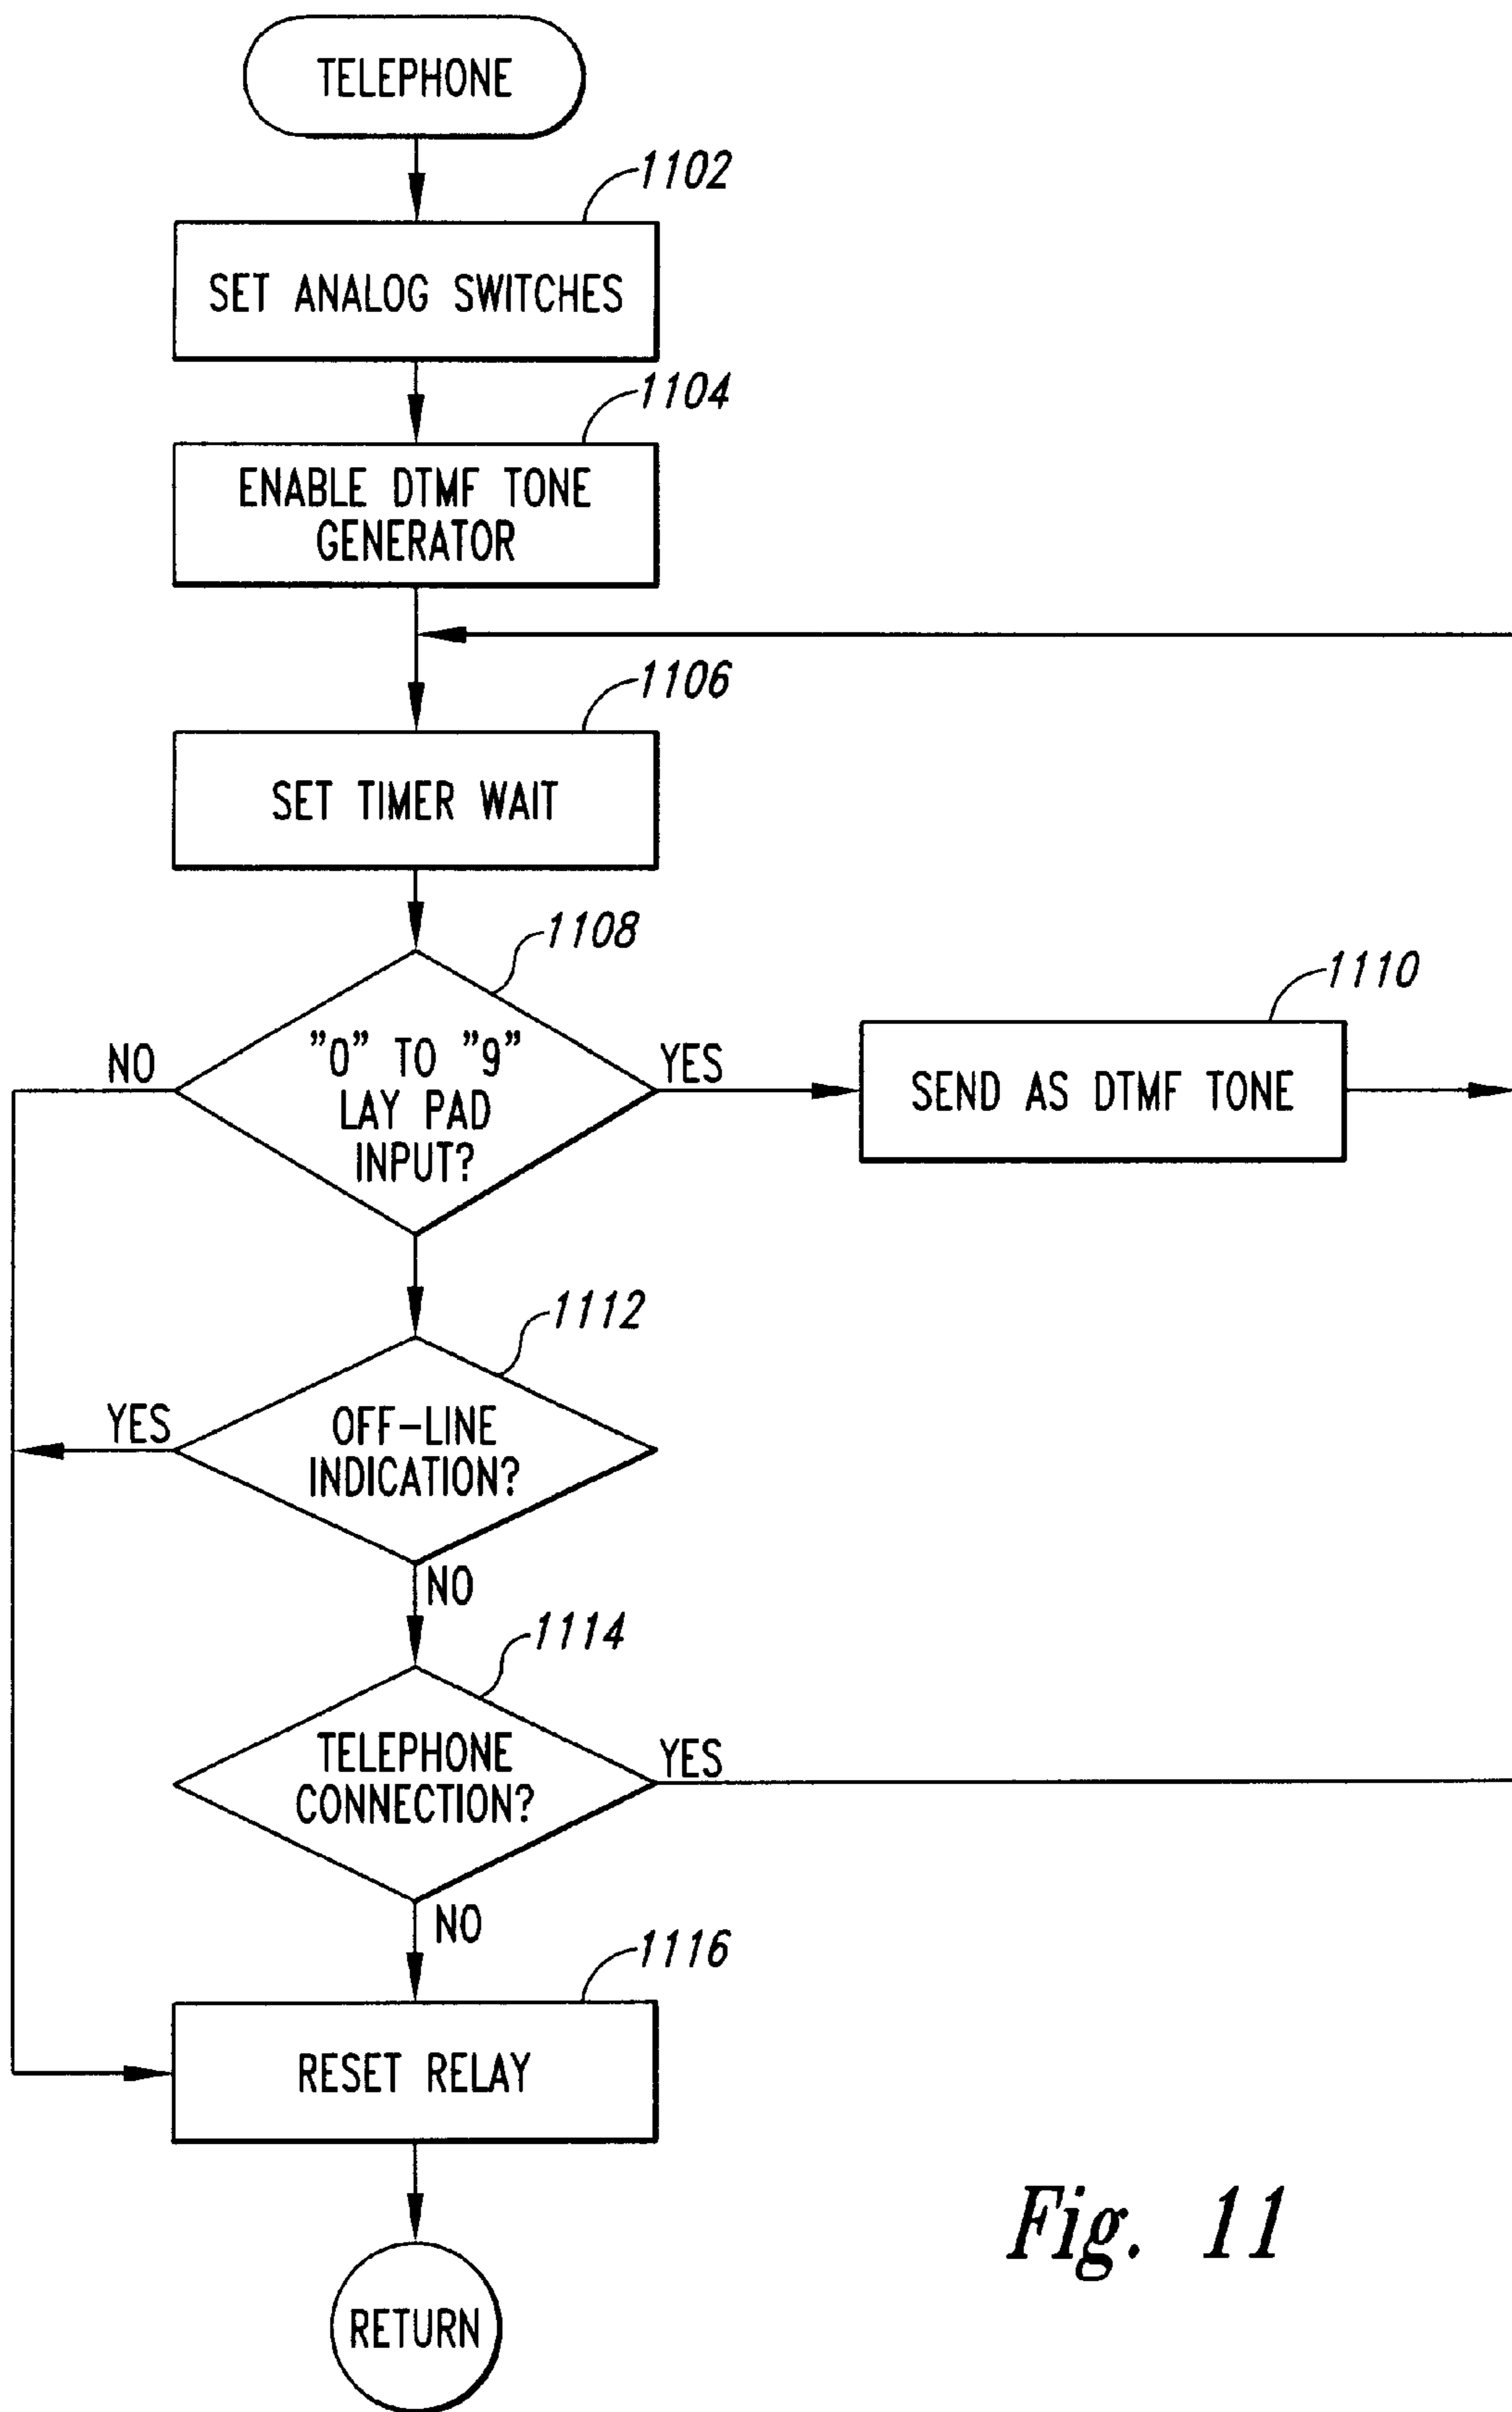 TELEPHONE
1102
SET ANALOG SWITCHES
1104
ENABLE DTMF TONE
GENERATOR
1106
SET TIMER WAIT
1108
"0" TO "9"
LAY PAD
INPUT?
NO
YES
1110
SEND AS DTMF TONE
1112
OFF-LINE
INDICATION?
YES
NO
1114
TELEPHONE
CONNECTION?
YES
NO
1116
RESET RELAY
RETURN
Fig. 11